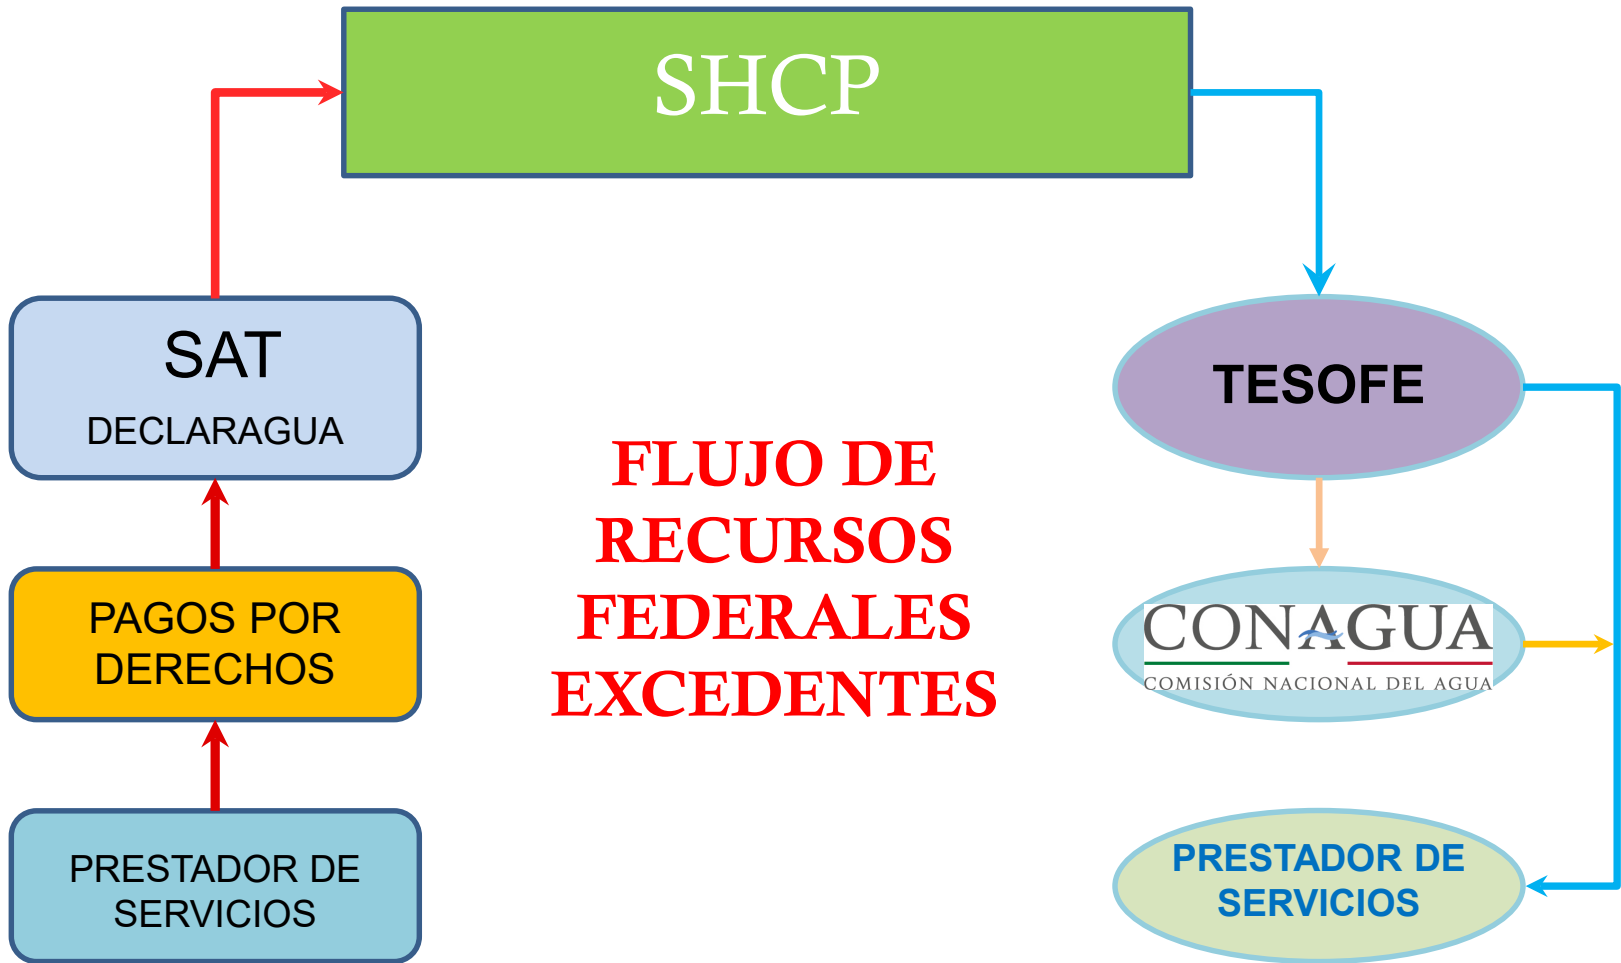 SHCP
SAT
DECLARAGUA
PAGOS POR
DERECHOS
PRESTADOR DE
SERVICIOS
FLUJO DE
RECURSOS
FEDERALES
EXCEDENTES
TESOFE
CONAGUA
COMISIÓN NACIONAL DEL AGUA
PRESTADOR DE
SERVICIOS